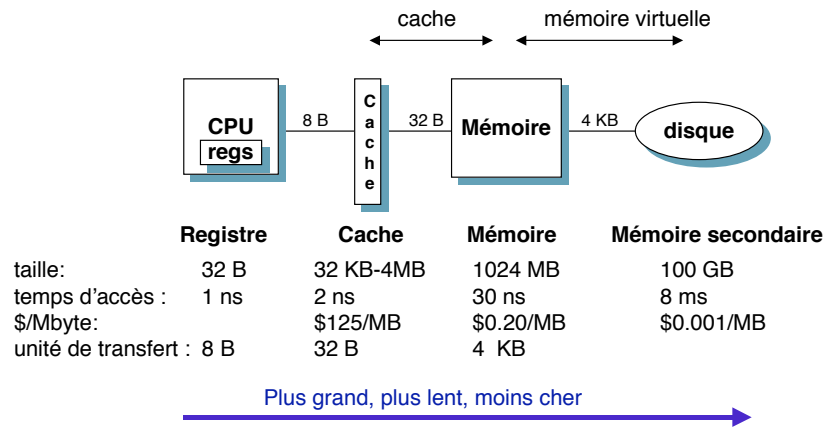 cache mémoire virtuelle
CPU
regs
8 B
Cache
32 B
Mémoire
4 KB
disque
Registre Cache Mémoire Mémoire secondaire
taille: 32 B 32 KB-4MB 1024 MB 100 GB
temps d'accès : 1 ns 2 ns 30 ns 8 ms
$/Mbyte: $125/MB $0.20/MB $0.001/MB
unité de transfert : 8 B 32 B 4 KB
Plus grand, plus lent, moins cher